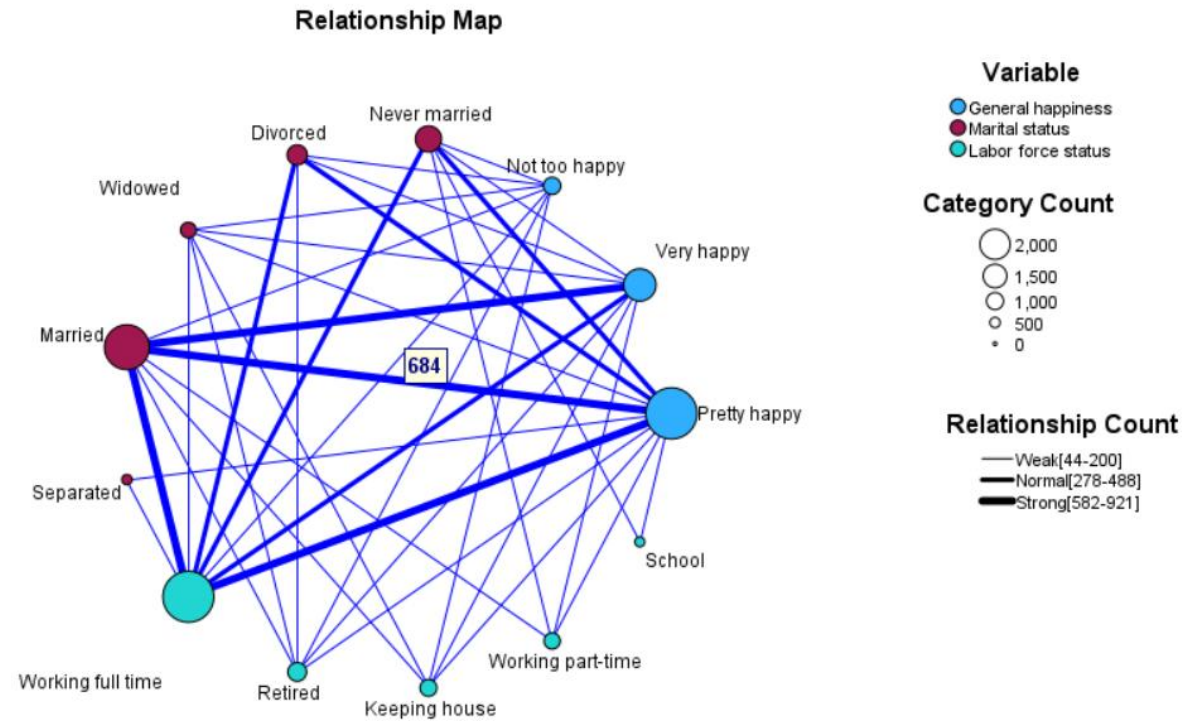 Relationship Map
Never married
Divorced
Not too happy
Widowed
Very happy
Married
684
Pretty happy
Separated
School
Working part-time
Working full time
Retired
Keeping house
Variable
General happiness
Marital status
Labor force status
Category Count
2,000
1,500
1,000
500
0
Relationship Count
Weak[44-200]
Normal[278-488]
Strong[582-921]